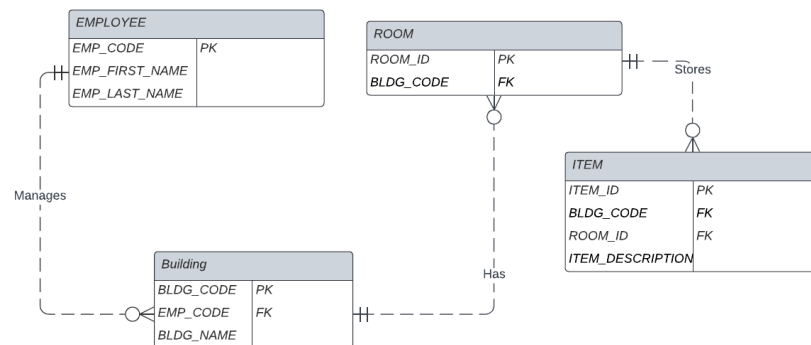 EMPLOYEE
EMP_CODE PK
EMP_FIRST_NAME
EMP_LAST_NAME
ROOM
ROOM_ID PK
BLDG_CODE FK
Stores
ITEM
ITEM_ID PK
BLDG_CODE FK
ROOM_ID FK
ITEM_DESCRIPTION
Manages
Building
BLDG_CODE PK
EMP_CODE FK
BLDG_NAME
Has